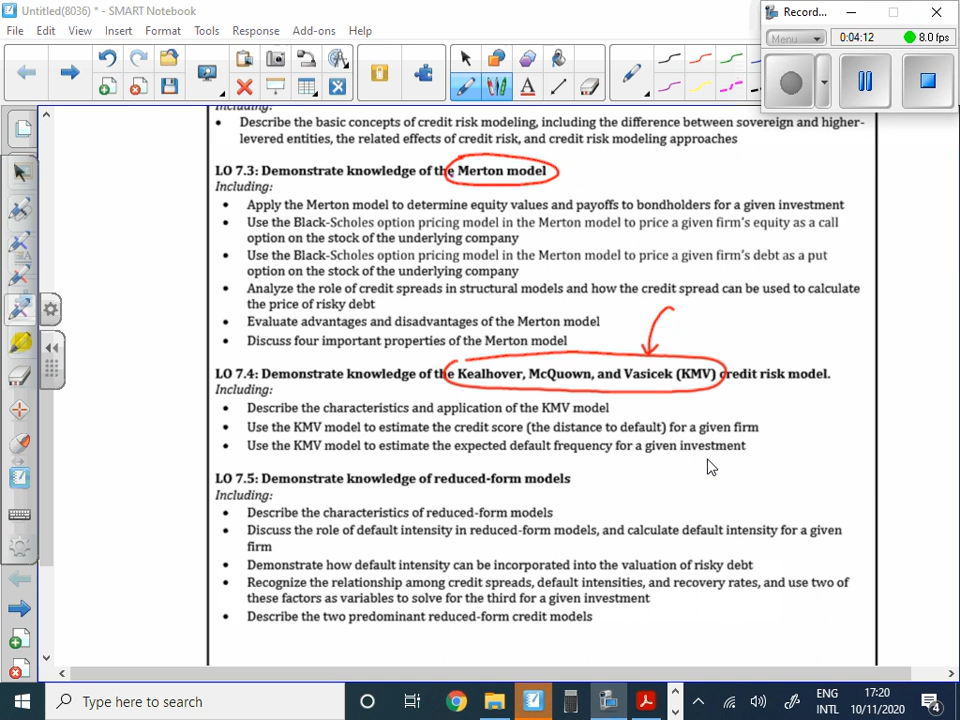 Untitled(8036) * - SMART Notebook
File Edit View Insert Format Tools Response Add-ons Help
Record...
Menu
0:04:12
8.0 fps
Including:
• Describe the basic concepts of credit risk modeling, including the difference between sovereign and higher-
levered entities, the related effects of credit risk, and credit risk modeling approaches
LO 7.3: Demonstrate knowledge of the Merton model
Including:
• Apply the Merton model to determine equity values and payoffs to bondholders for a given investment
• Use the Black-Scholes option pricing model in the Merton model to price a given firm's equity as a call
option on the stock of the underlying company
• Use the Black-Scholes option pricing model in the Merton model to price a given firm's debt as a put
option on the stock of the underlying company
• Analyze the role of credit spreads in structural models and how the credit spread can be used to calculate
the price of risky debt
• Evaluate advantages and disadvantages of the Merton model
• Discuss four important properties of the Merton model
LO 7.4: Demonstrate knowledge of the Kealhover, McQuown, and Vasicek (KMV) credit risk model.
Including:
• Describe the characteristics and application of the KMV model
• Use the KMV model to estimate the credit score (the distance to default) for a given firm
• Use the KMV model to estimate the expected default frequency for a given investment
LO 7.5: Demonstrate knowledge of reduced-form models
Including:
• Describe the characteristics of reduced-form models
• Discuss the role of default intensity in reduced-form models, and calculate default intensity for a given
firm
• Demonstrate how default intensity can be incorporated into the valuation of risky debt
• Recognize the relationship among credit spreads, default intensities, and recovery rates, and use two of
these factors as variables to solve for the third for a given investment
• Describe the two predominant reduced-form credit models
Type here to search
ENG
INTL
17:20
10/11/2020
4